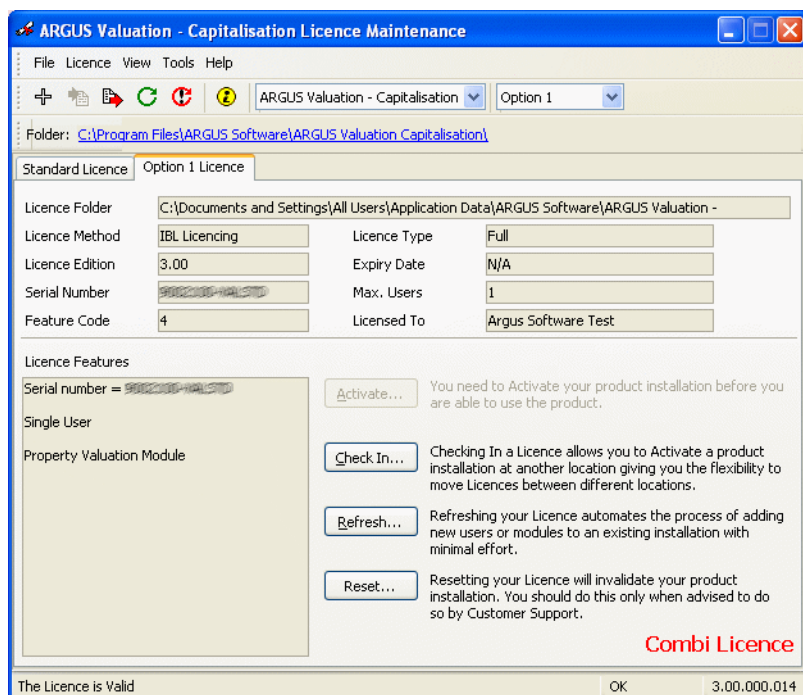 ARGUS Valuation - Capitalisation Licence Maintenance
File Licence View Tools Help
ARGUS Valuation - Capitalisation Option 1
Folder: C:\Program Files\ARGUS Software\ARGUS Valuation Capitalisation\
Standard Licence Option 1 Licence
Licence Folder C:\Documents and Settings\All Users\Application Data\ARGUS Software\ARGUS Valuation -
Licence Method IBL Licencing Licence Type Full
Licence Edition 3.00 Expiry Date N/A
Serial Number Max. Users 1
Feature Code 4 Licensed To Argus Software Test
Licence Features
Serial number =
Single User
Property Valuation Module
Activate... You need to Activate your product installation before you
are able to use the product.
Check In... Checking In a Licence allows you to Activate a product
installation at another location giving you the flexibility to
move Licences between different locations.
Refresh... Refreshing your Licence automates the process of adding
new users or modules to an existing installation with
minimal effort.
Reset... Resetting your Licence will invalidate your product
installation. You should do this only when advised to do
so by Customer Support.
Combi Licence
The Licence is Valid OK 3.00.000.014